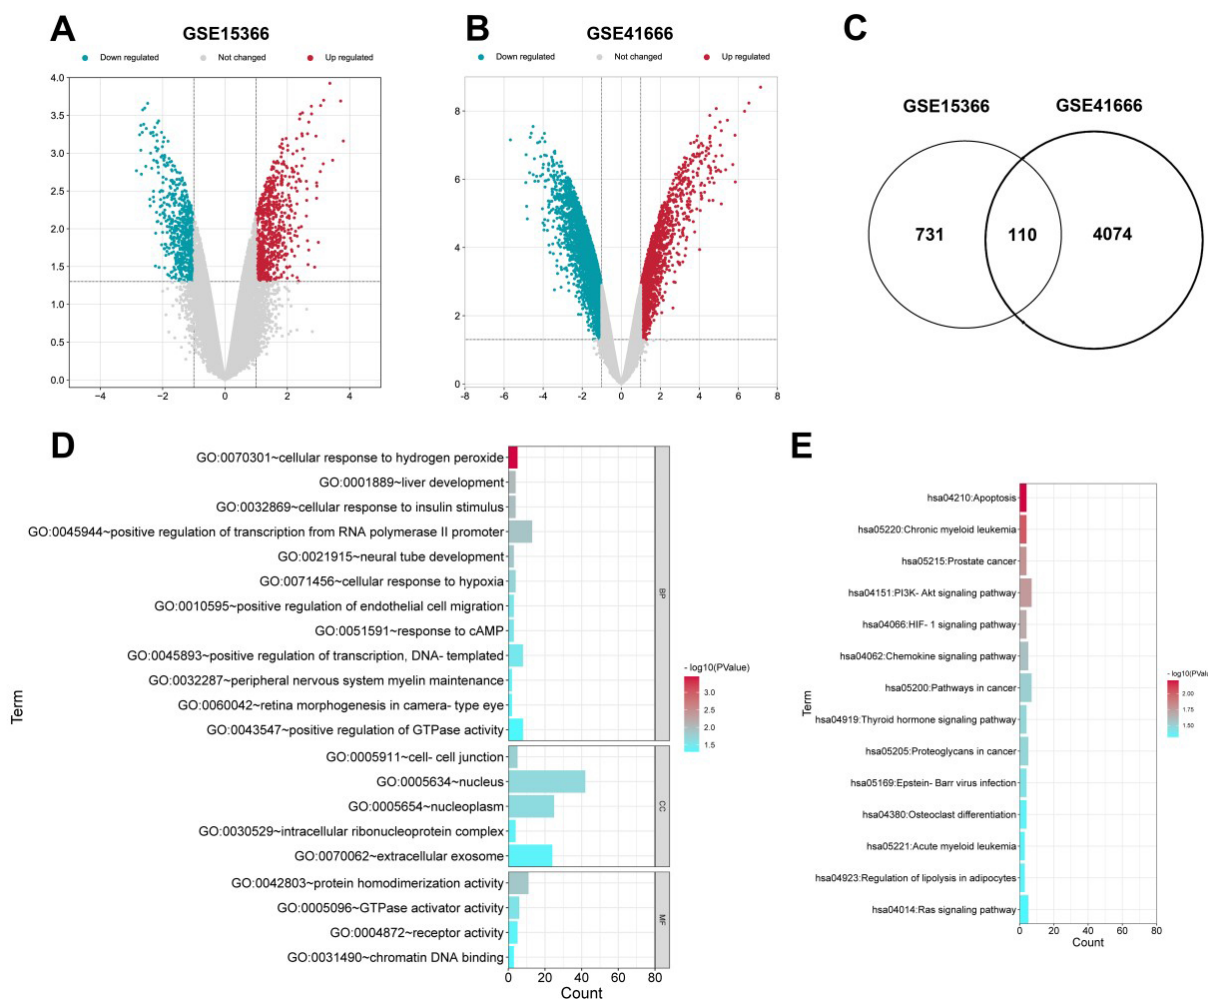 A
GSE15366
Down regulated
Not changed
Up regulated
4.0
3.5
3.0
2.5
2.0
1.5
1.0
0.5
0.0
−4
−2
0
2
4
B
GSE41666
Down regulated
Not changed
Up regulated
8
6
4
2
0
-8
-6
-4
-2
0
2
4
6
8
C
GSE15366
GSE41666
731
110
4074
D
Term
GO:0070301~cellular response to hydrogen peroxide
GO:0001889~liver development
GO:0032869~cellular response to insulin stimulus
GO:0045944~positive regulation of transcription from RNA polymerase II promoter
GO:0021915~neural tube development
GO:0071456~cellular response to hypoxia
GO:0010595~positive regulation of endothelial cell migration
GO:0051591~response to cAMP
GO:0045893~positive regulation of transcription, DNA- templated
GO:0032287~peripheral nervous system myelin maintenance
GO:0060042~retina morphogenesis in camera- type eye
GO:0043547~positive regulation of GTPase activity
BP
GO:0005911~cell- cell junction
GO:0005634~nucleus
GO:0005654~nucleoplasm
GO:0030529~intracellular ribonucleoprotein complex
GO:0070062~extracellular exosome
CC
GO:0042803~protein homodimerization activity
GO:0005096~GTPase activator activity
GO:0004872~receptor activity
GO:0031490~chromatin DNA binding
MF
0
20
40
60
80
Count
- log10(PValue)
3.0
2.5
2.0
1.5
E
Term
hsa04210:Apoptosis
hsa05220:Chronic myeloid leukemia
hsa05215:Prostate cancer
hsa04151:PI3K- Akt signaling pathway
hsa04066:HIF- 1 signaling pathway
hsa04062:Chemokine signaling pathway
hsa05200:Pathways in cancer
hsa04919:Thyroid hormone signaling pathway
hsa05205:Proteoglycans in cancer
hsa05169:Epstein- Barr virus infection
hsa04380:Osteoclast differentiation
hsa05221:Acute myeloid leukemia
hsa04923:Regulation of lipolysis in adipocytes
hsa04014:Ras signaling pathway
0
20
40
60
80
Count
- log10(PValu
2.00
1.75
1.50